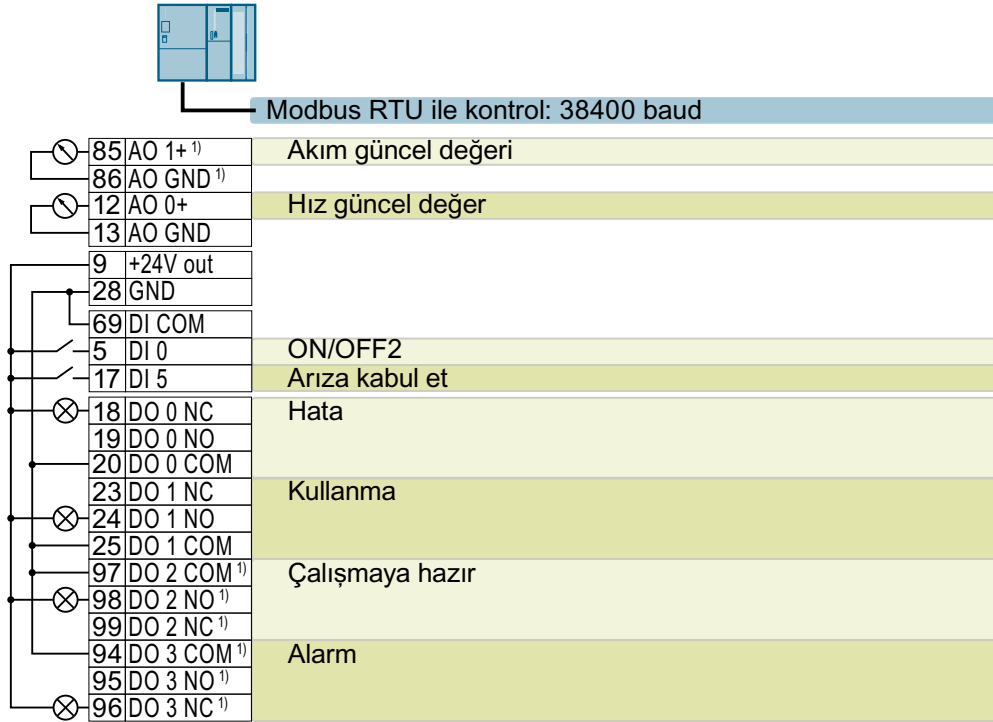 Modbus RTU ile kontrol: 38400 baud
85 AO 1+ 1) Akım güncel değeri
86 AO GND 1)
12 AO 0+ Hız güncel değer
13 AO GND
9 +24V out
28 GND
69 DI COM
5 DI 0 ON/OFF2
17 DI 5 Arıza kabul et
18 DO 0 NC Hata
19 DO 0 NO
20 DO 0 COM
23 DO 1 NC Kullanma
24 DO 1 NO
25 DO 1 COM
97 DO 2 COM 1) Çalışmaya hazır
98 DO 2 NO 1)
99 DO 2 NC 1)
94 DO 3 COM 1) Alarm
95 DO 3 NO 1)
96 DO 3 NC 1)